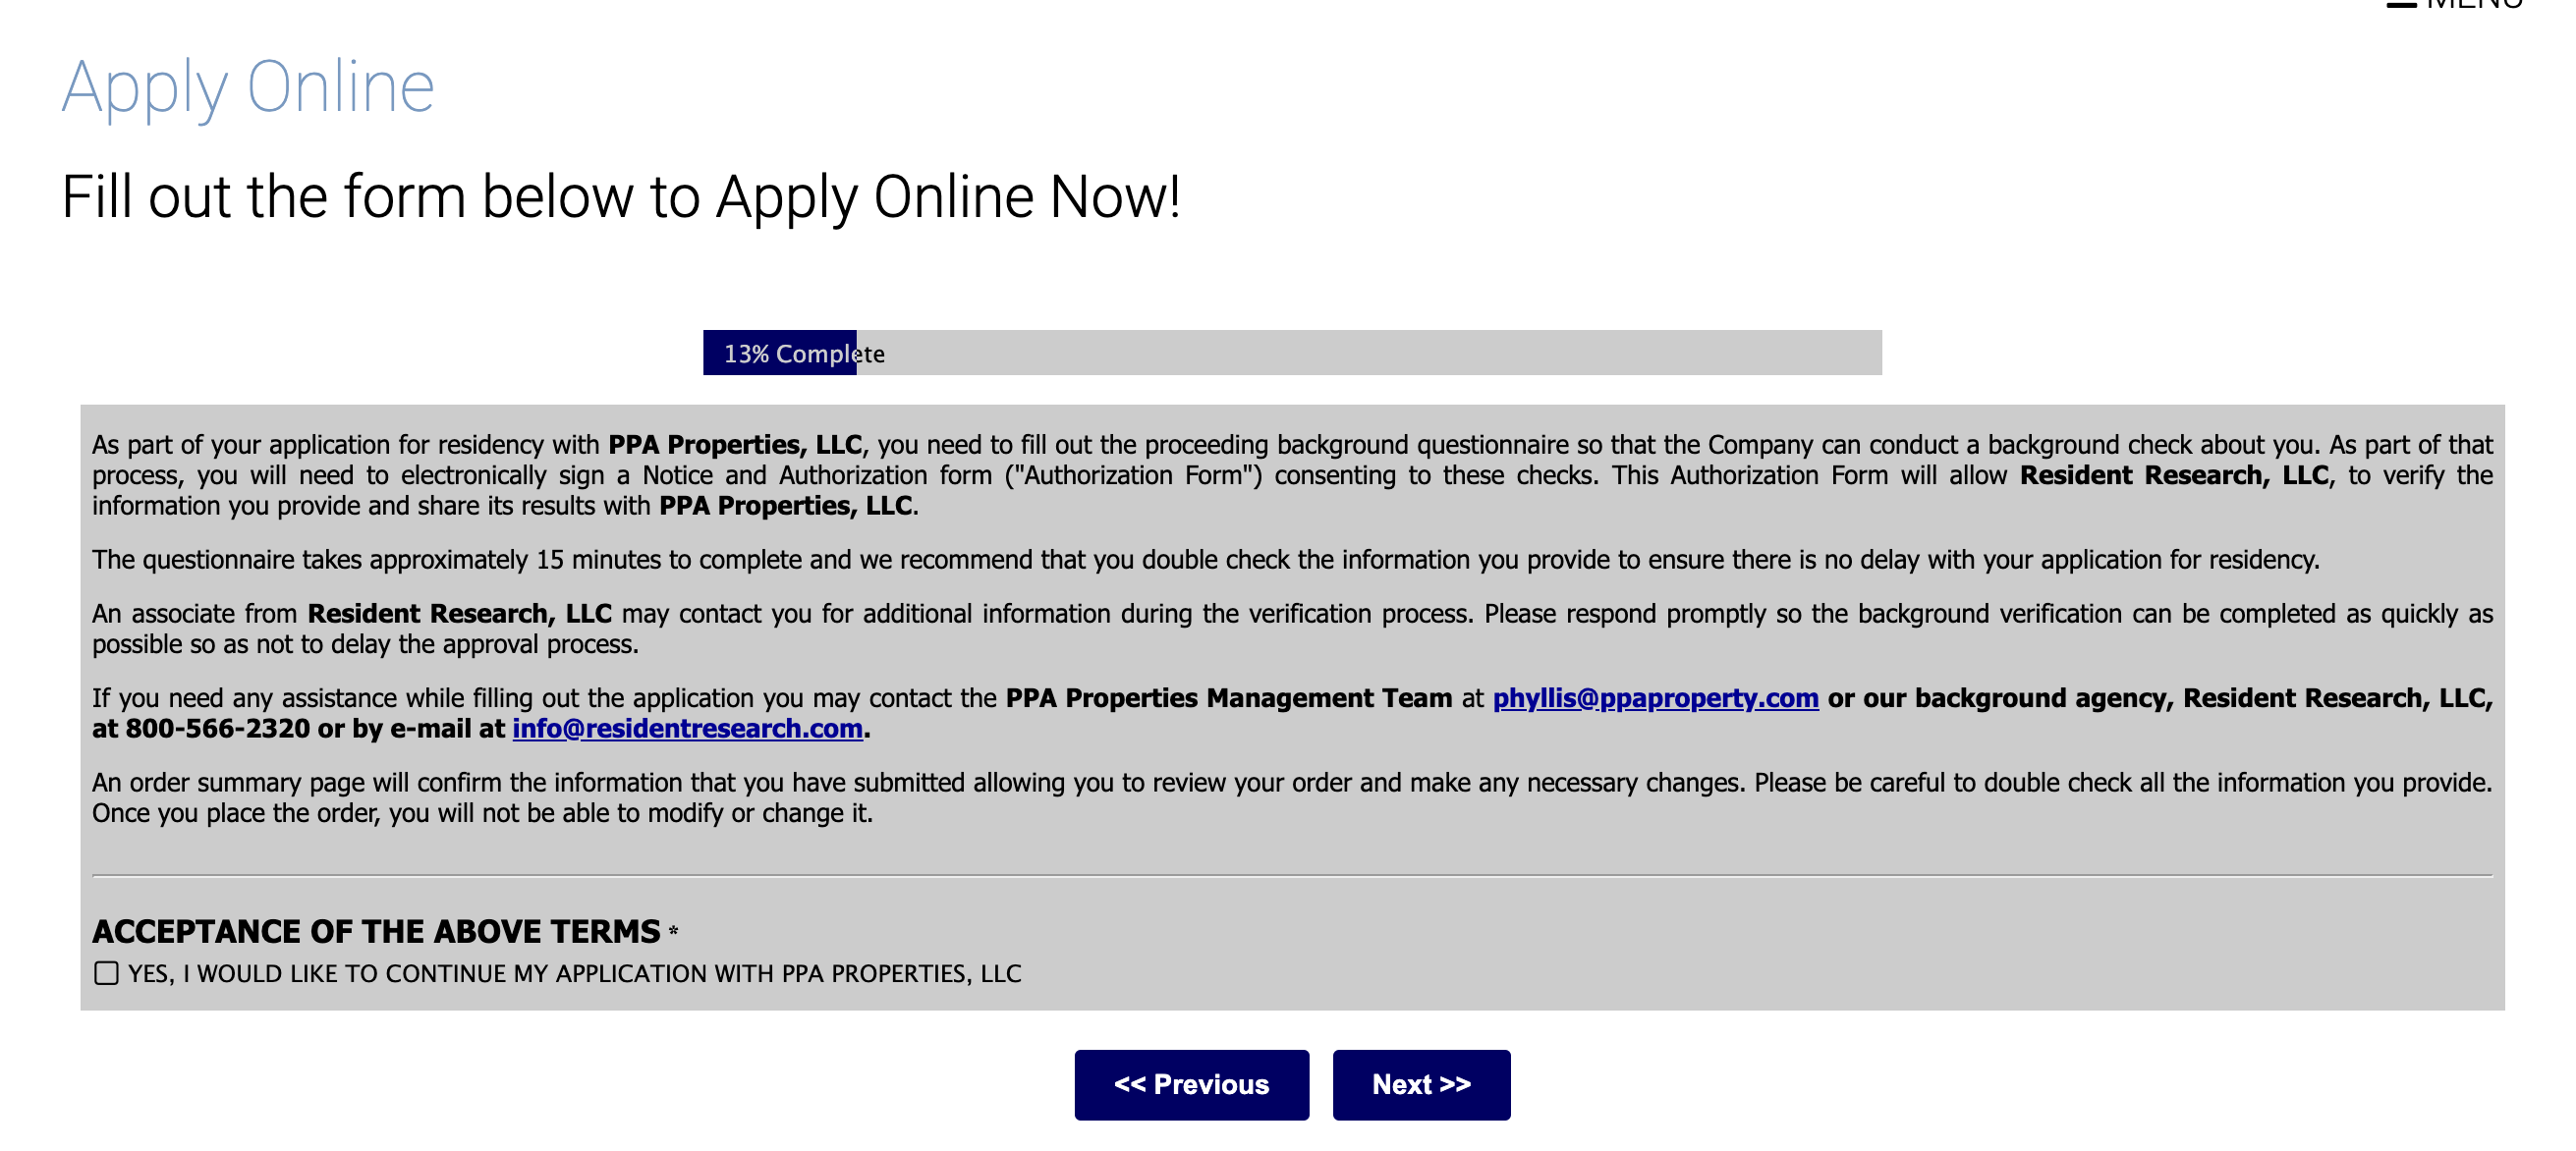 MENU
Apply Online
Fill out the form below to Apply Online Now!
13% Complete
As part of your application for residency with PPA Properties, LLC, you need to fill out the proceeding background questionnaire so that the Company can conduct a background check about you. As part of that
process, you will need to electronically sign a Notice and Authorization form ("Authorization Form") consenting to these checks. This Authorization Form will allow Resident Research, LLC, to verify the
information you provide and share its results with PPA Properties, LLC.
The questionnaire takes approximately 15 minutes to complete and we recommend that you double check the information you provide to ensure there is no delay with your application for residency.
An associate from Resident Research, LLC may contact you for additional information during the verification process. Please respond promptly so the background verification can be completed as quickly as
possible so as not to delay the approval process.
If you need any assistance while filling out the application you may contact the PPA Properties Management Team at phyllis@ppaproperty.com or our background agency, Resident Research, LLC,
at 800-566-2320 or by e-mail at info@residentresearch.com.
An order summary page will confirm the information that you have submitted allowing you to review your order and make any necessary changes. Please be careful to double check all the information you provide.
Once you place the order, you will not be able to modify or change it.
ACCEPTANCE OF THE ABOVE TERMS *
YES, I WOULD LIKE TO CONTINUE MY APPLICATION WITH PPA PROPERTIES, LLC
<< Previous Next >>